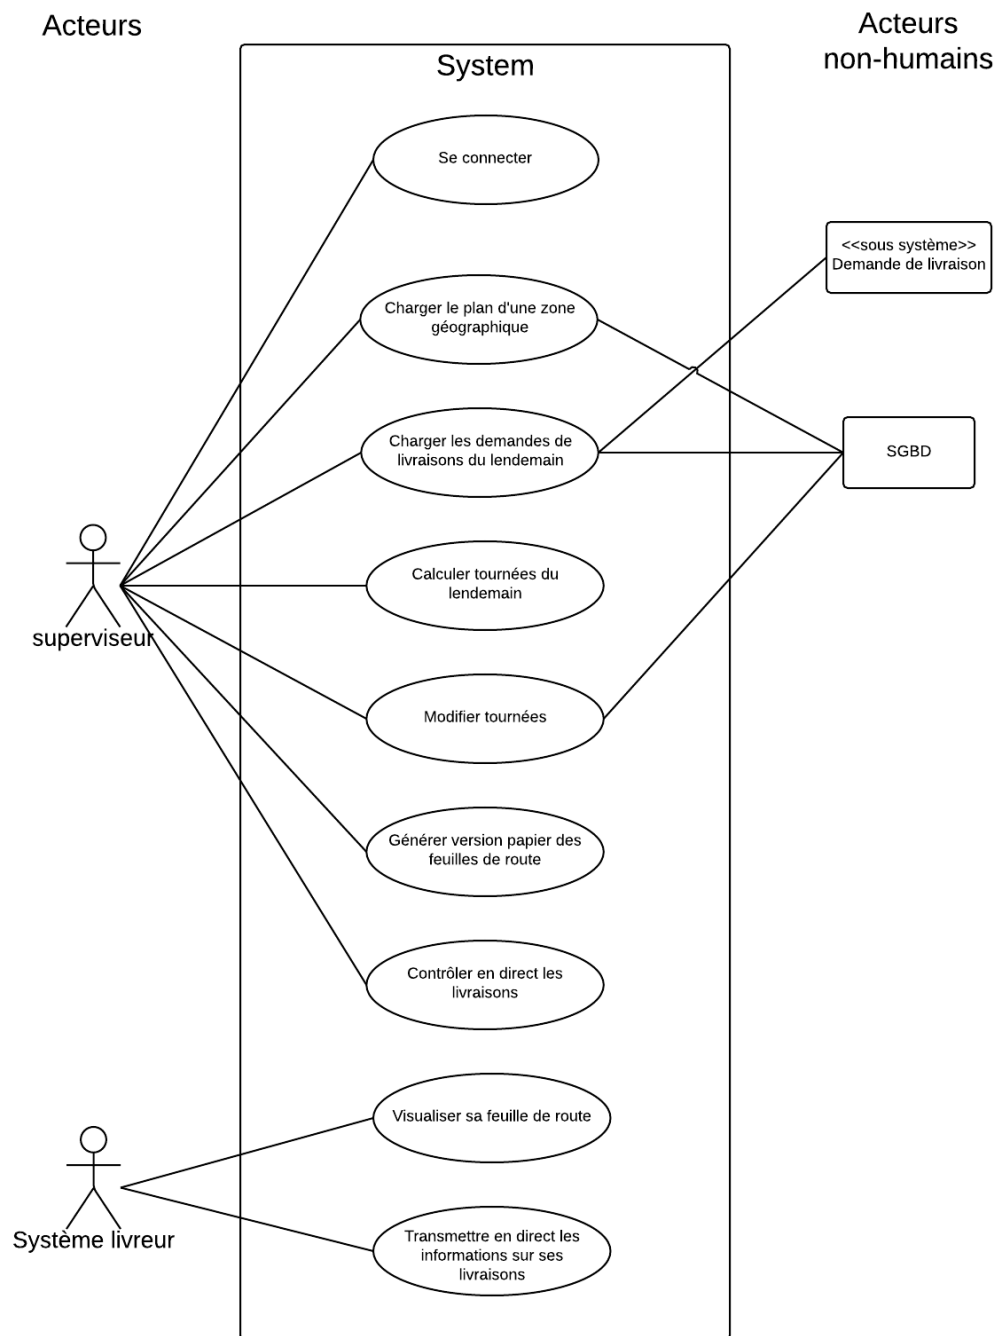 Acteurs
Acteurs
non-humains
System
Se connecter
<<sous système>>
Demande de livraison
Charger le plan d'une zone
géographique
Charger les demandes de
livraisons du lendemain
SGBD
Calculer tournées du
lendemain
superviseur
Modifier tournées
Générer version papier des
feuilles de route
Contrôler en direct les
livraisons
Visualiser sa feuille de route
Système livreur
Transmettre en direct les
informations sur ses
livraisons